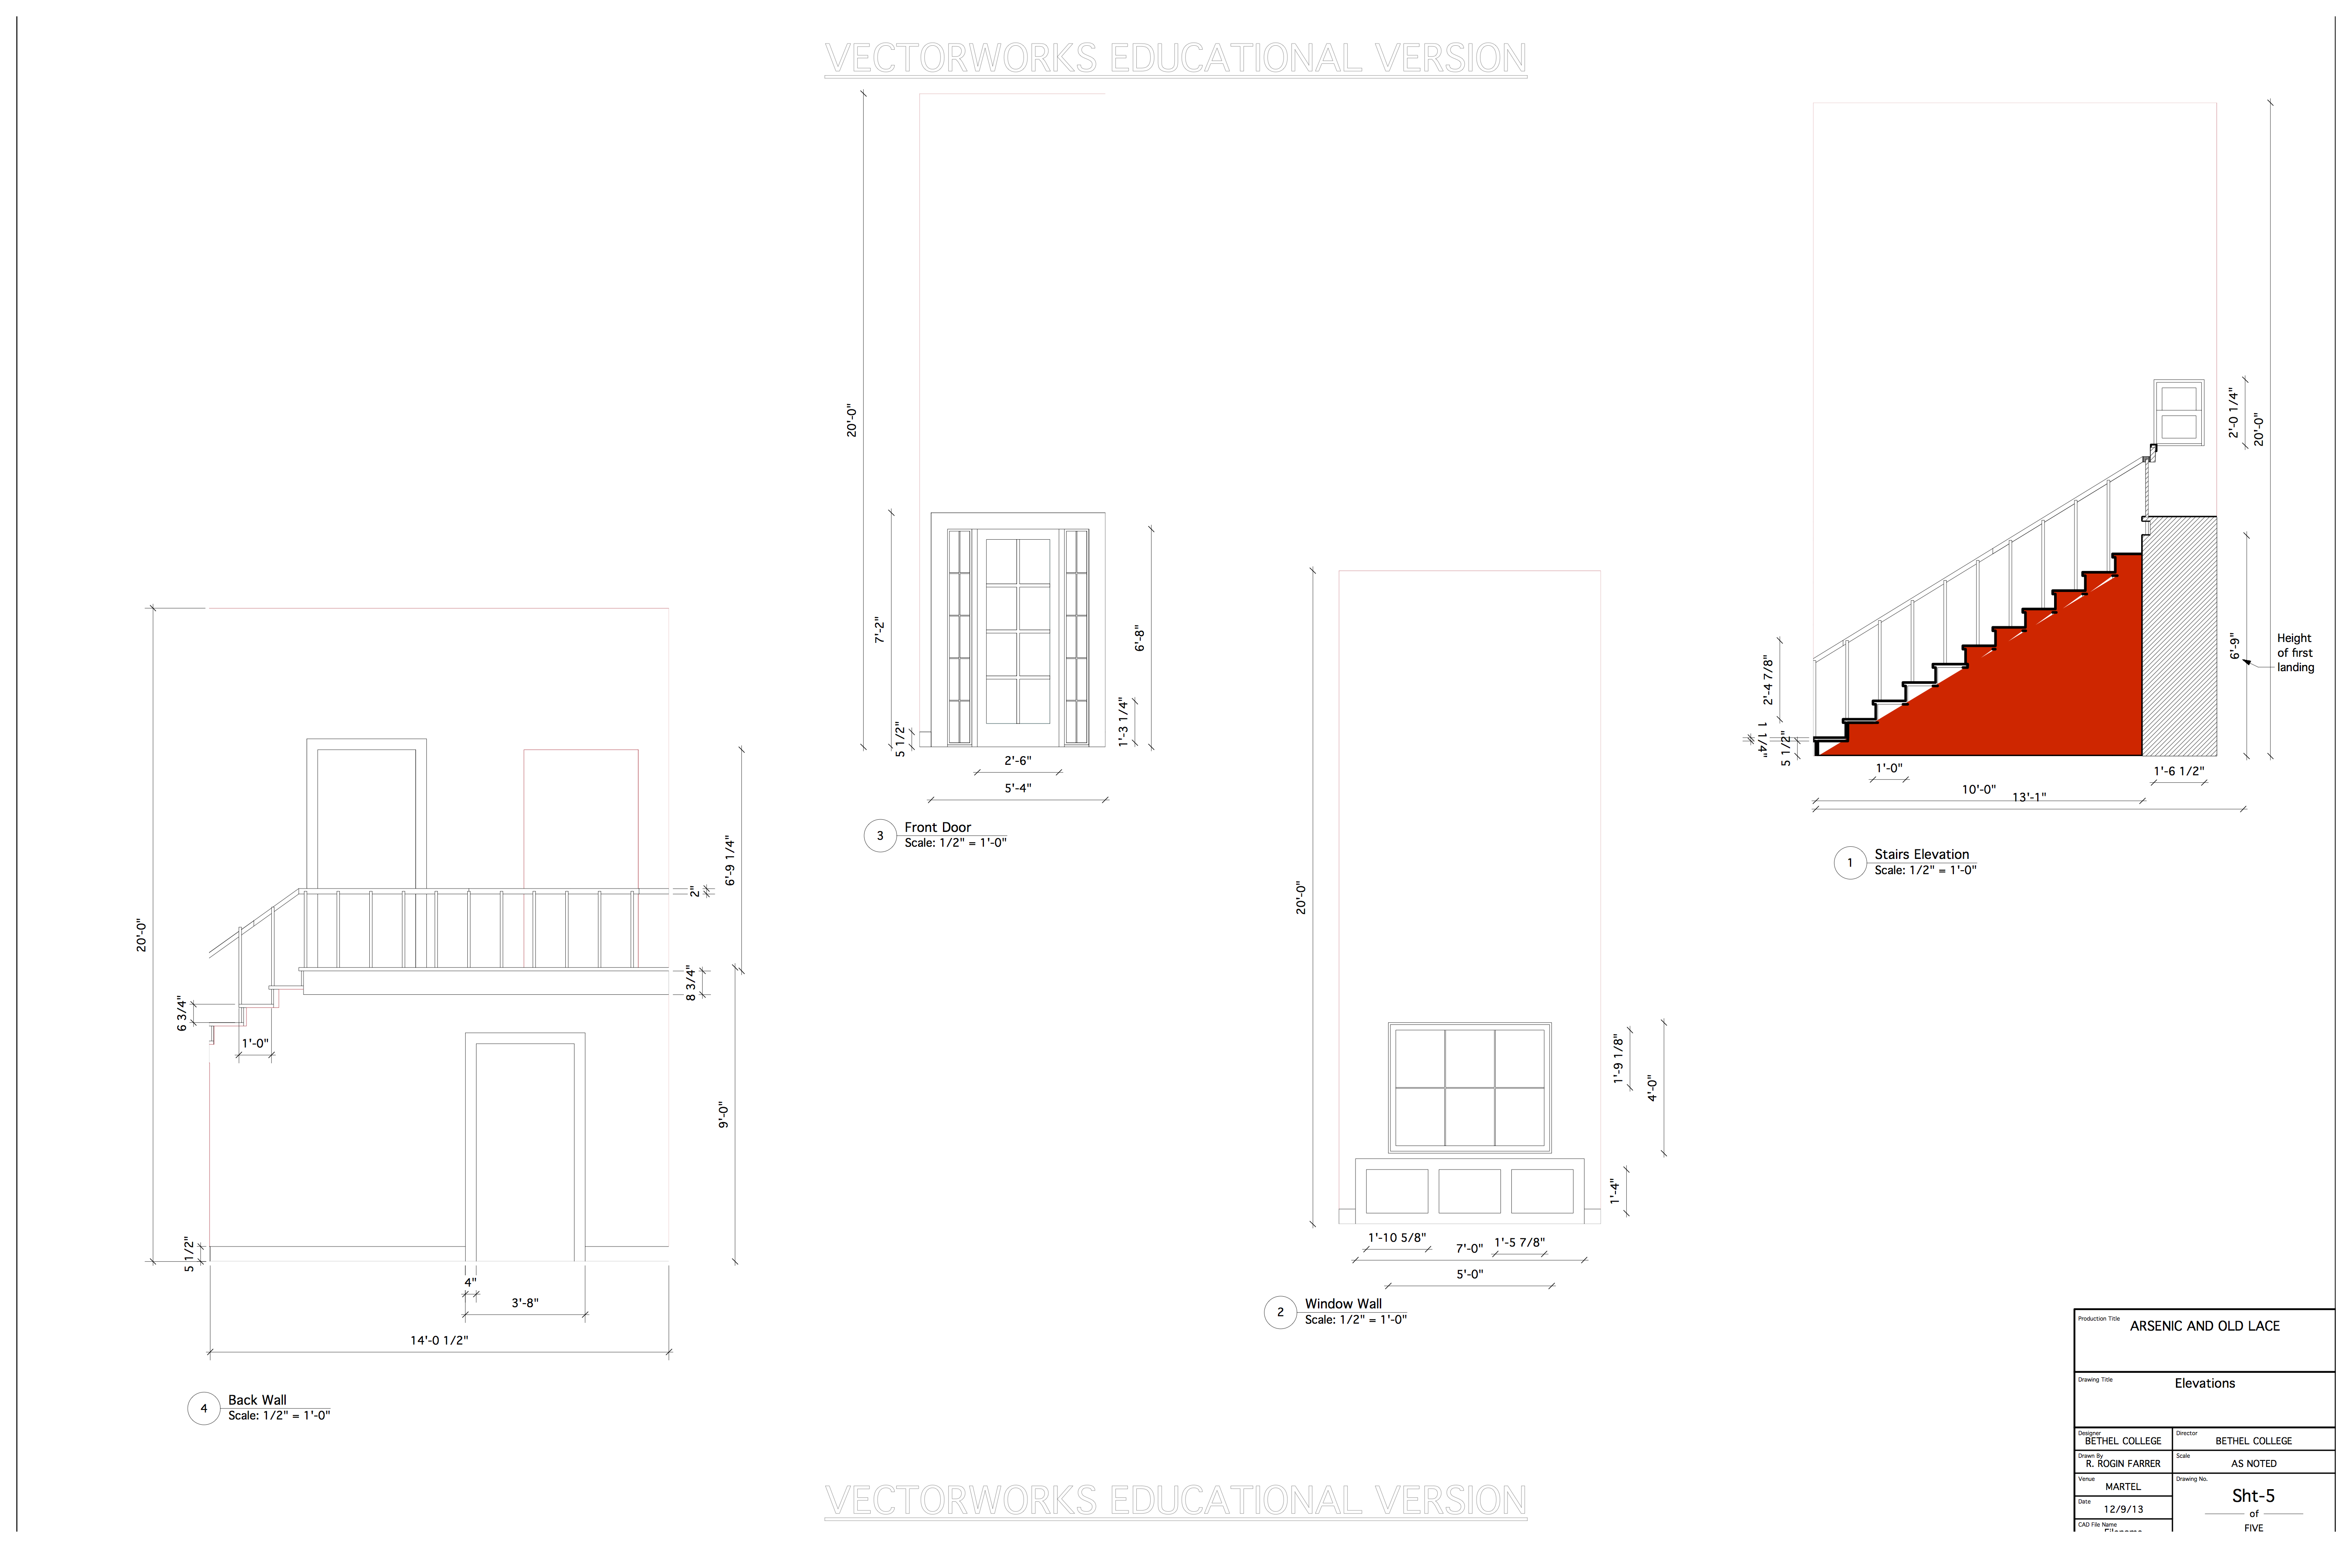 VECTORWORKS EDUCATIONAL VERSION
20'-0"
7'-2"
5 1/2"
6'-8"
1'-3 1/4"
2'-6"
5'-4"
3
Front Door
Scale: 1/2" = 1'-0"
2'-0 1/4"
20'-0"
6'-9"
Height
of first
landing
2'-4 7/8"
1 1/4"
5 1/2"
1'-0"
1'-6 1/2"
10'-0"
13'-1"
1
Stairs Elevation
Scale: 1/2" = 1'-0"
20'-0"
6'-9 1/4"
2"
8 3/4"
6 3/4"
1'-0"
9'-0"
5 1/2"
4"
3'-8"
14'-0 1/2"
4
Back Wall
Scale: 1/2" = 1'-0"
20'-0"
1'-9 1/8"
4'-0"
1'-4"
1'-10 5/8"
7'-0"
1'-5 7/8"
5'-0"
2
Window Wall
Scale: 1/2" = 1'-0"
Production Title
ARSENIC AND OLD LACE
Drawing Title
Elevations
Designer
BETHEL COLLEGE
Director
BETHEL COLLEGE
Drawn By
R. ROGIN FARRER
Scale
AS NOTED
Venue
MARTEL
Drawing No.
Sht-5
of
FIVE
Date
12/9/13
CAD File Name
VECTORWORKS EDUCATIONAL VERSION